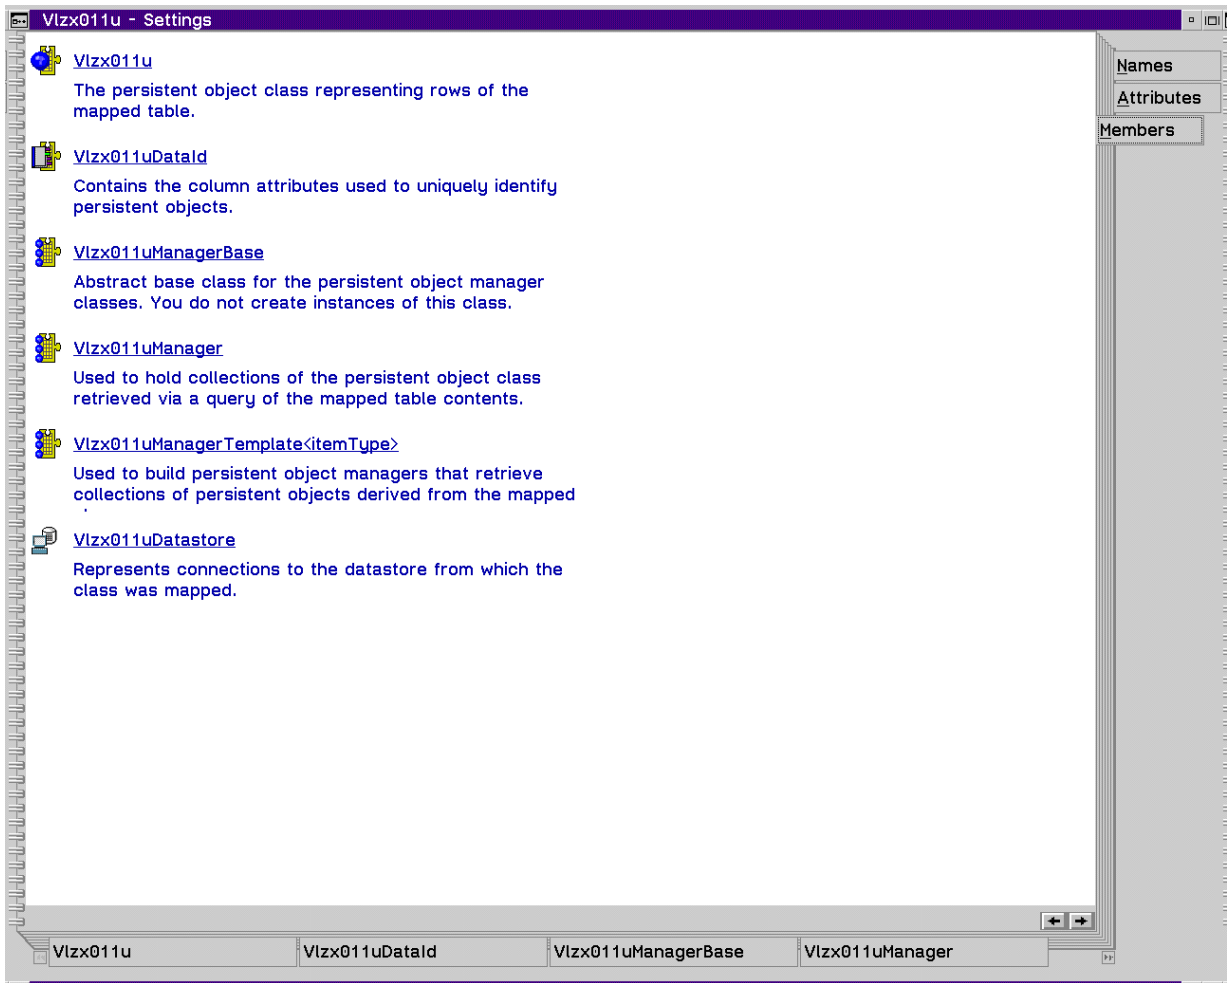 Vlzx011u - Settings
Names
Attributes
Members
Vlzx011u
The persistent object class representing rows of the
mapped table.
Vlzx011uDataId
Contains the column attributes used to uniquely identify
persistent objects.
Vlzx011uManagerBase
Abstract base class for the persistent object manager
classes. You do not create instances of this class.
Vlzx011uManager
Used to hold collections of the persistent object class
retrieved via a query of the mapped table contents.
Vlzx011uManagerTemplate<itemType>
Used to build persistent object managers that retrieve
collections of persistent objects derived from the mapped
Vlzx011uDatastore
Represents connections to the datastore from which the
class was mapped.
Vlzx011u
Vlzx011uDataId
Vlzx011uManagerBase
Vlzx011uManager